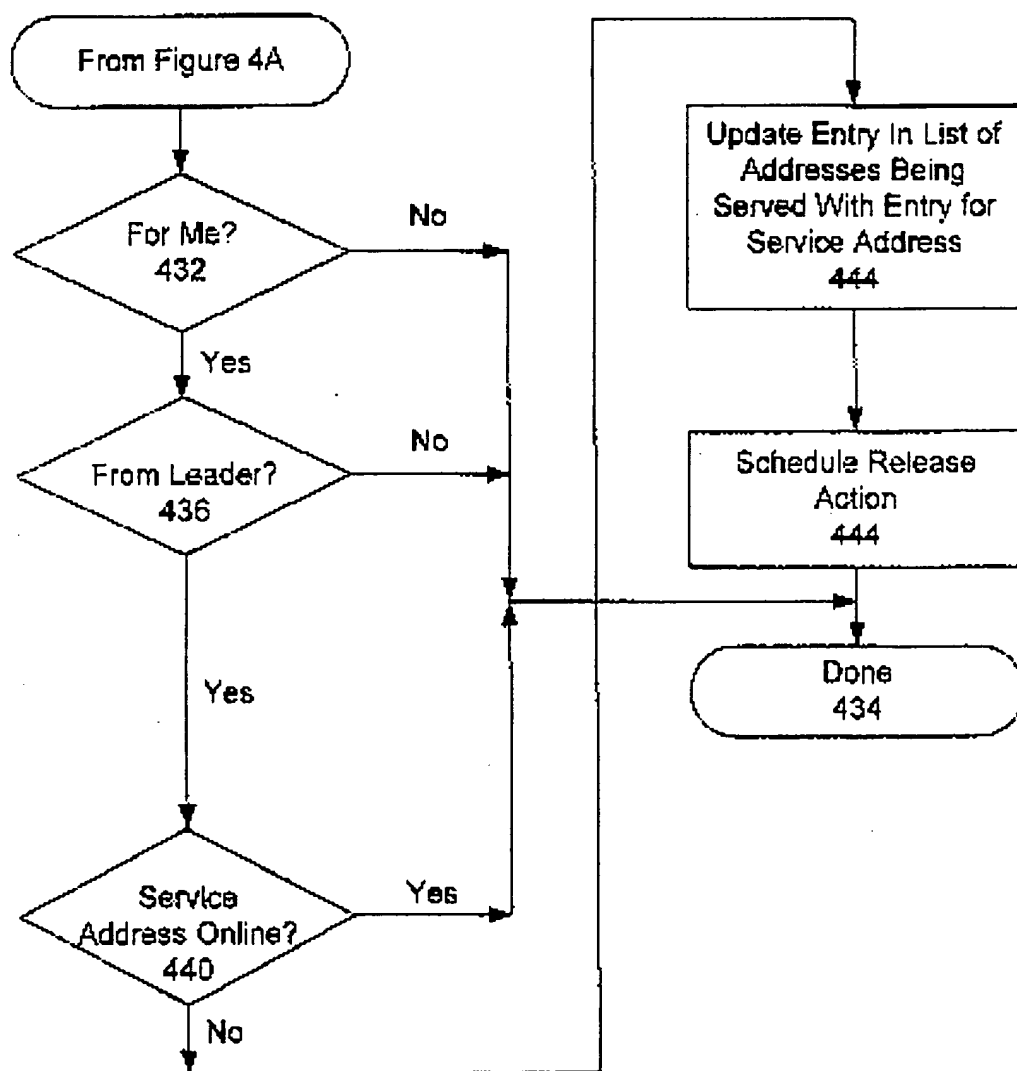 From Figure 4A
For Me?
432
No
Yes
From Leader?
436
No
Yes
Service
Address Online?
440
Yes
No
Update Entry In List of
Addresses Being
Served With Entry for
Service Address
444
Schedule Release
Action
444
Done
434